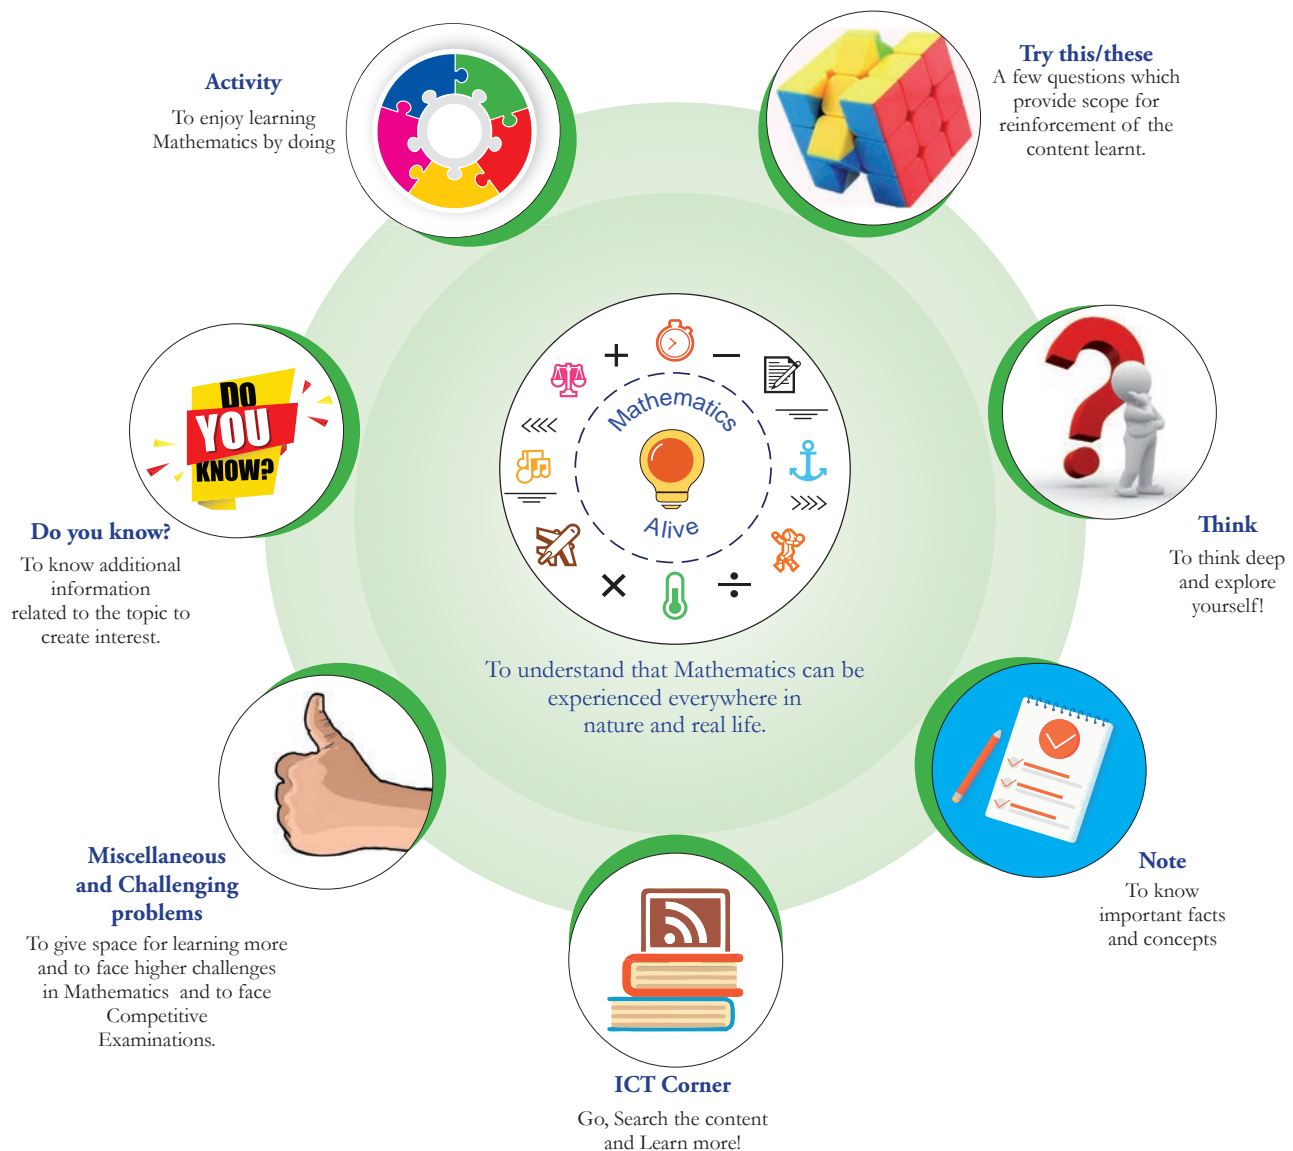 Activity
To enjoy learning
Mathematics by doing
Try this/these
A few questions which
provide scope for
reinforcement of the
content learnt.
DO
YOU
KNOW?
Do you know?
To know additional
information
related to the topic to
create interest.
Mathematics
Alive
To understand that Mathematics can be
experienced everywhere in
nature and real life.
Think
To think deep
and explore
yourself!
Miscellaneous
and Challenging
problems
To give space for learning more
and to face higher challenges
in Mathematics and to face
Competitive
Examinations.
Note
To know
important facts
and concepts
ICT Corner
Go, Search the content
and Learn more!